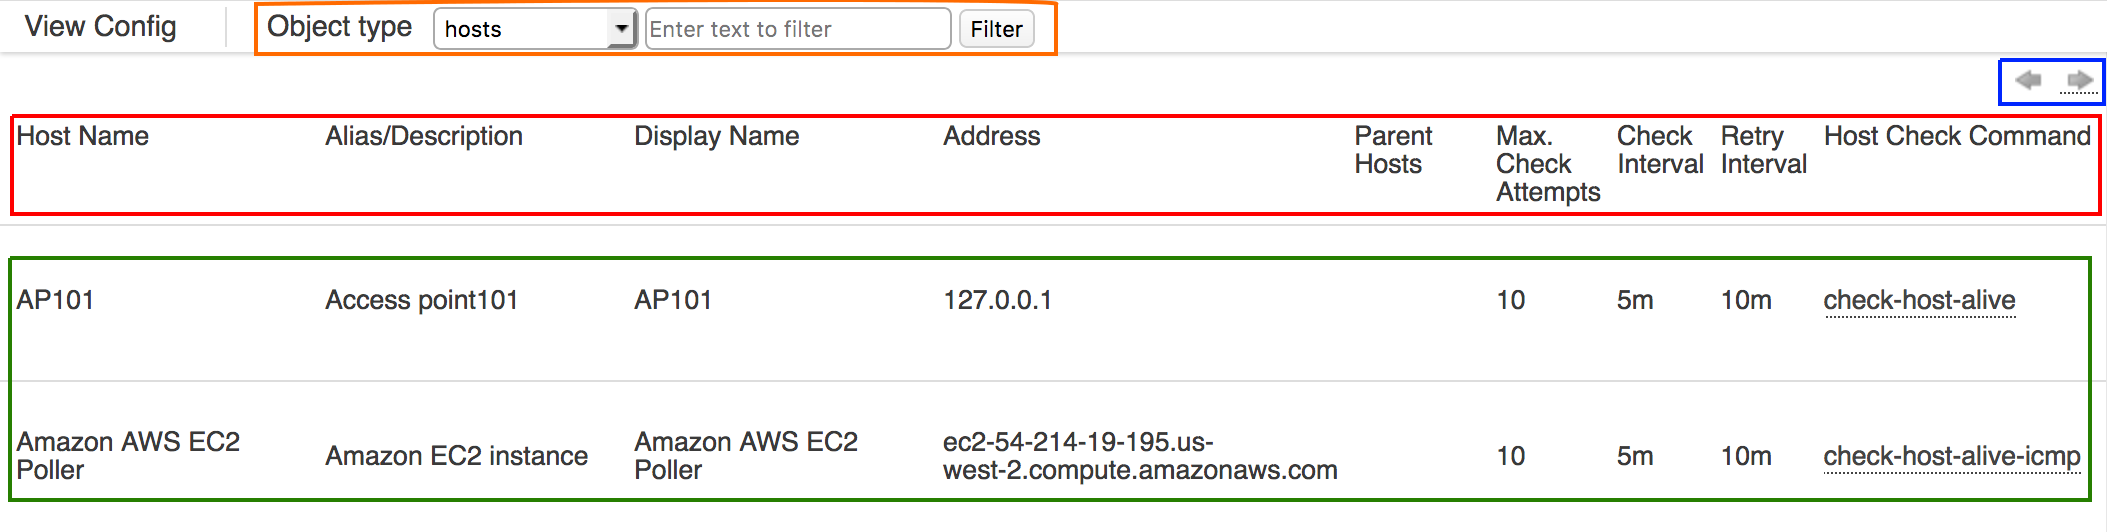 View Config Object type hosts Enter text to filter Filter
Host Name Alias/Description Display Name Address Parent Hosts Max. Check Attempts Check Interval Retry Interval Host Check Command
AP101 Access point101 AP101 127.0.0.1 10 5m 10m check-host-alive
Amazon AWS EC2 Poller Amazon EC2 instance Amazon AWS EC2 Poller ec2-54-214-19-195.us-west-2.compute.amazonaws.com 10 5m 10m check-host-alive-icmp